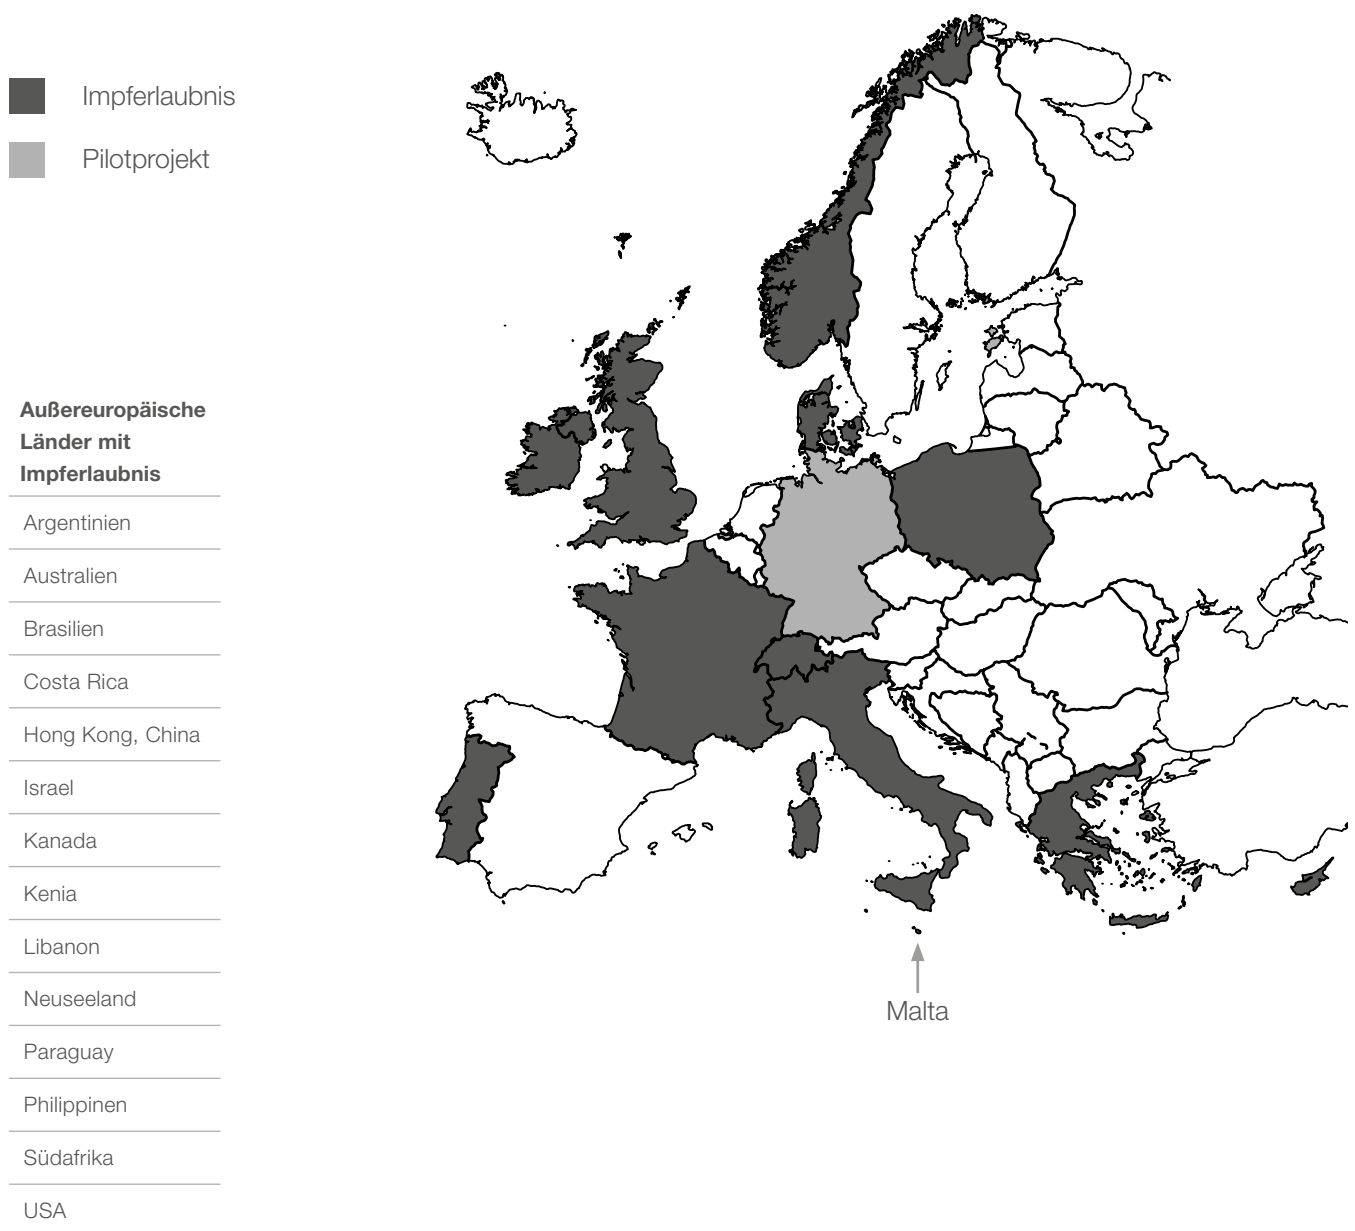 Impferlaubnis
Pilotprojekt
Außereuropäische
Länder mit
Impferlaubnis
Argentinien
Australien
Brasilien
Costa Rica
Hong Kong, China
Israel
Kanada
Kenia
Libanon
Neuseeland
Paraguay
Philippinen
Südafrika
USA
Malta